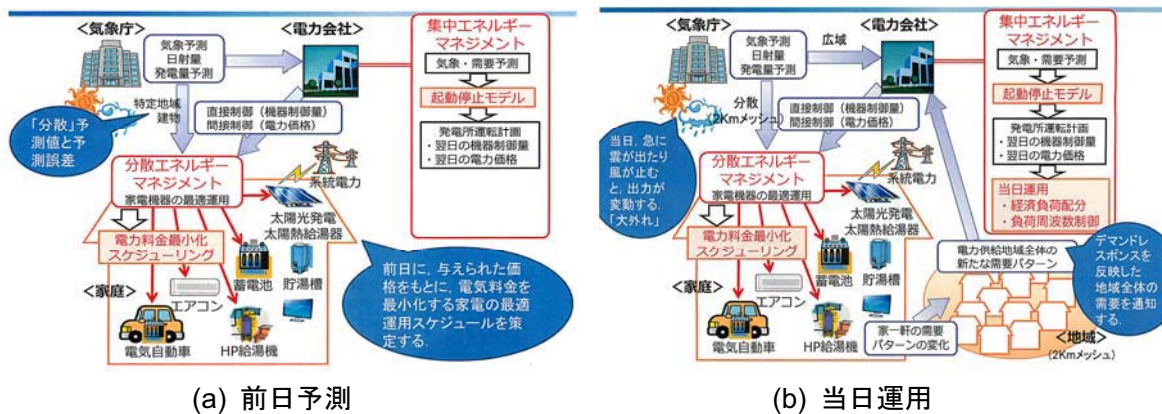 <気象庁>
気象予測
日射量
発電量予測
<電力会社>
集中エネルギー
マネジメント
気象・需要予測
起動停止モデル
発電所運転計画
・翌日の機器制御量
・翌日の電力価格
特定地域
建物
直接制御（機器制御量）
間接制御（電力価格）
「分散」予
測値と予
測誤差
分散エネルギー
マネジメント
家電機器の最適運用
系統電力
太陽光発電
太陽熱給湯器
電力料金最小化
スケジューリング
蓄電池
貯湯槽
<家庭>
エアコン
電気自動車
HP給湯機
前日に，与えられた価
格をもとに，電気料金を
最小化する家電の最適
運用スケジュールを策
定する．
(a) 前日予測
<気象庁>
気象予測
日射量
発電量予測
広域
<電力会社>
集中エネルギー
マネジメント
気象・需要予測
起動停止モデル
発電所運転計画
・翌日の機器制御量
・翌日の電力価格
当日運用
・経済負荷配分
・負荷周波数制御
分散
(2Kmメッシュ)
直接制御（機器制御量）
間接制御（電力価格）
当日，急に
雲が出たり
風が止む
と，出力が
変動する．
「大外れ」
分散エネルギー
マネジメント
家電機器の最適運用
系統電力
太陽光発電
太陽熱給湯器
電力料金最小化
スケジューリング
蓄電池
貯湯槽
<家庭>
エアコン
電気自動車
HP給湯機
電力供給地域全体の
新たな需要パターン
デマンドレ
スポンスを
反映した
地域全体の
需要を通知
する．
家一軒の需要
パターンの変化
<地域>
(2Kmメッシュ)
(b) 当日運用